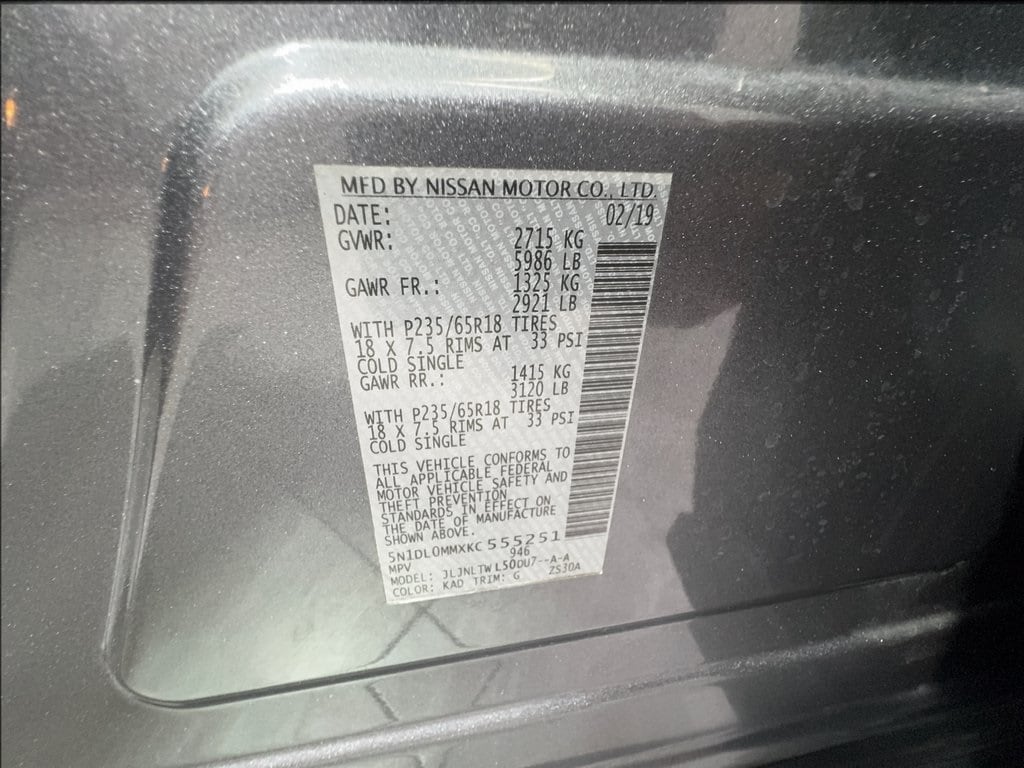 MFD BY NISSAN MOTOR CO., LTD.
DATE: 02/19
GVWR: 2715 KG
5986 LB
GAWR FR.: 1325 KG
2921 LB
WITH P235/65R18 TIRES
18 X 7.5 RIMS AT 33 PSI
COLD SINGLE
GAWR RR.: 1415 KG
3120 LB
WITH P235/65R18 TIRES
18 X 7.5 RIMS AT 33 PSI
COLD SINGLE
THIS VEHICLE CONFORMS TO
ALL APPLICABLE FEDERAL
MOTOR VEHICLE SAFETY AND
THEFT PREVENTION
STANDARDS IN EFFECT ON
THE DATE OF MANUFACTURE
SHOWN ABOVE.
5N1DL0MMXKC555251
MPV 946
MODEL: JLJNLTWL50DU7--A-A
COLOR: KAD TRIM: G ZS30A